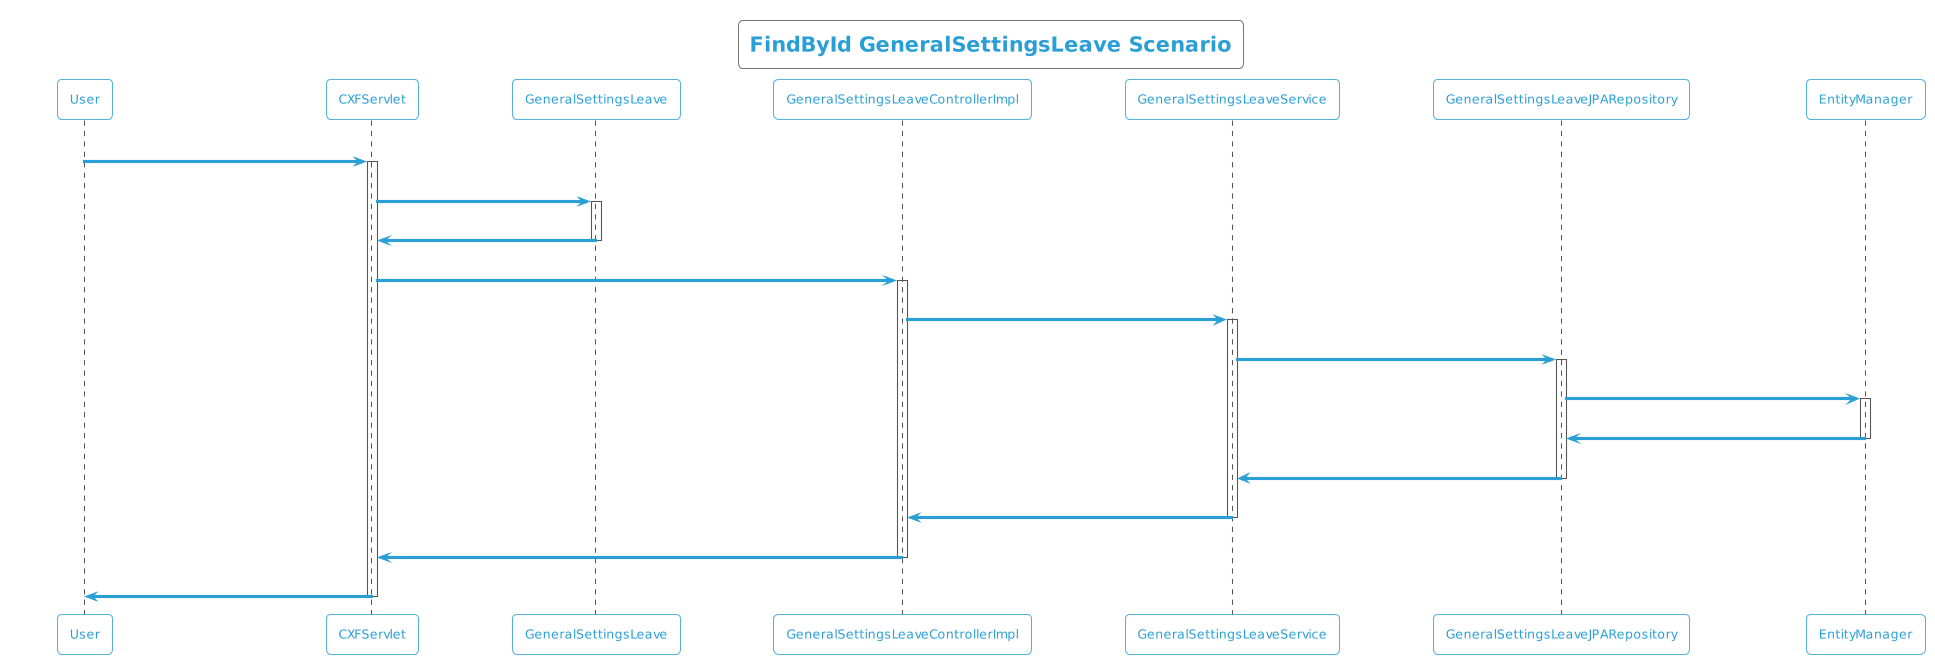 FindById GeneralSettingsLeave Scenario
User
CXFServlet
GeneralSettingsLeave
GeneralSettingsLeaveControllerImpl
GeneralSettingsLeaveService
GeneralSettingsLeaveJPARepository
EntityManager
User
CXFServlet
GeneralSettingsLeave
GeneralSettingsLeaveControllerImpl
GeneralSettingsLeaveService
GeneralSettingsLeaveJPARepository
EntityManager